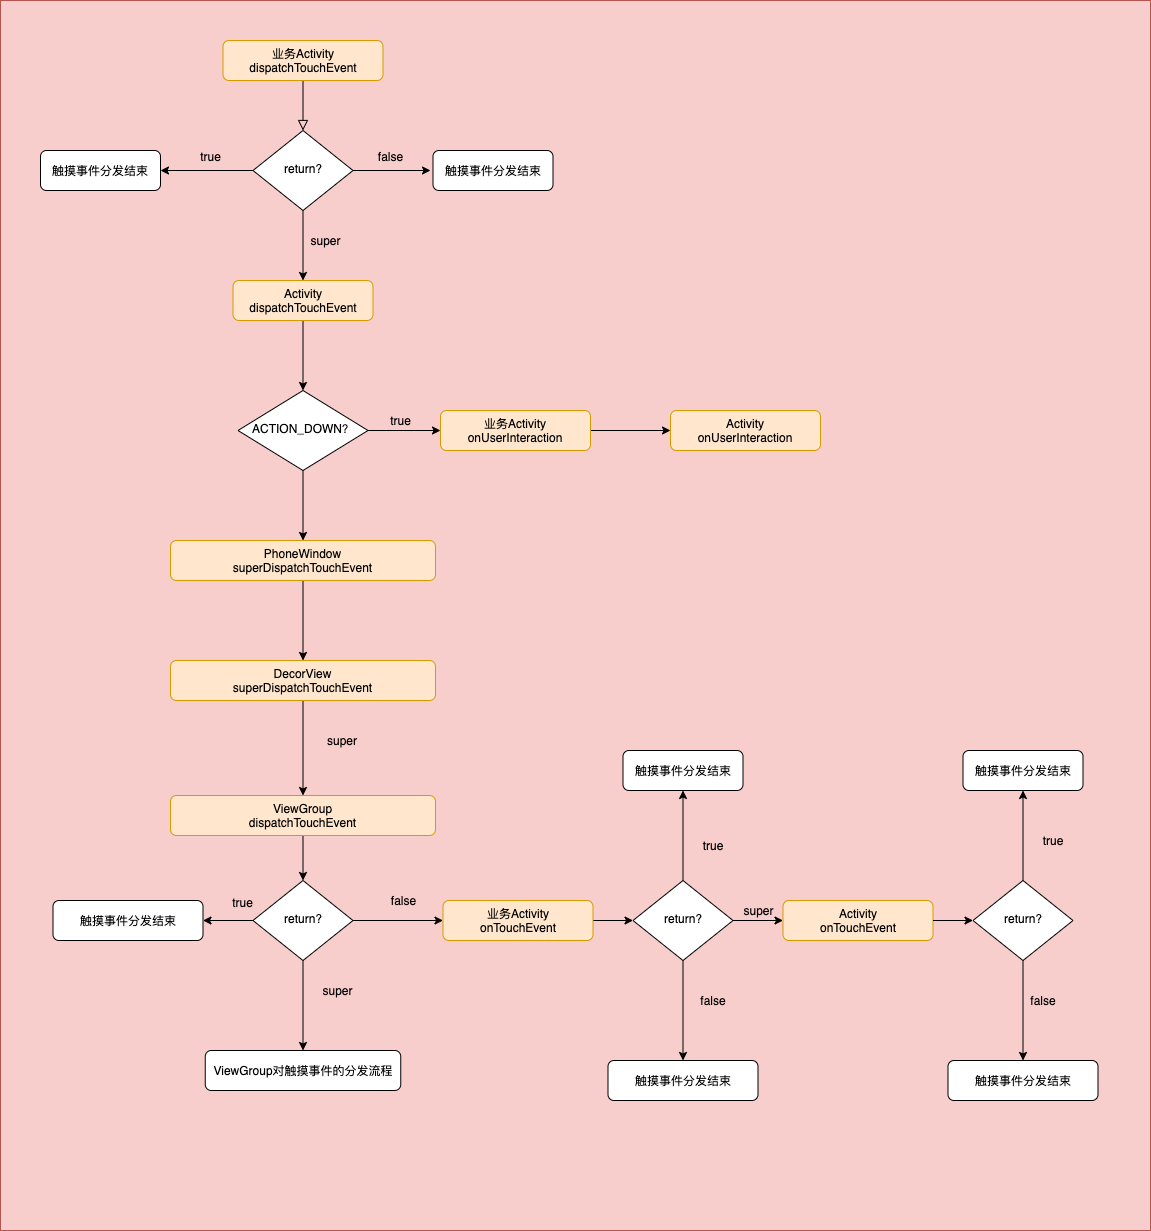 业务Activity
dispatchTouchEvent
return?
true
false
触摸事件分发结束
触摸事件分发结束
super
Activity
dispatchTouchEvent
ACTION_DOWN?
true
业务Activity
onUserInteraction
Activity
onUserInteraction
PhoneWindow
superDispatchTouchEvent
DecorView
superDispatchTouchEvent
super
触摸事件分发结束
触摸事件分发结束
ViewGroup
dispatchTouchEvent
true
true
true
false
触摸事件分发结束
return?
业务Activity
onTouchEvent
return?
super
Activity
onTouchEvent
return?
super
false
false
ViewGroup对触摸事件的分发流程
触摸事件分发结束
触摸事件分发结束